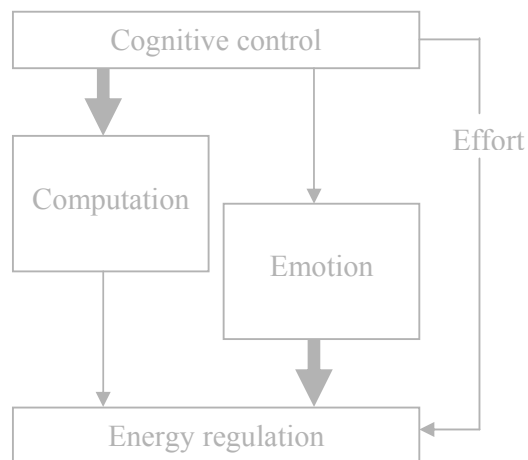 Cognitive control
Effort
Computation
Emotion
Energy regulation